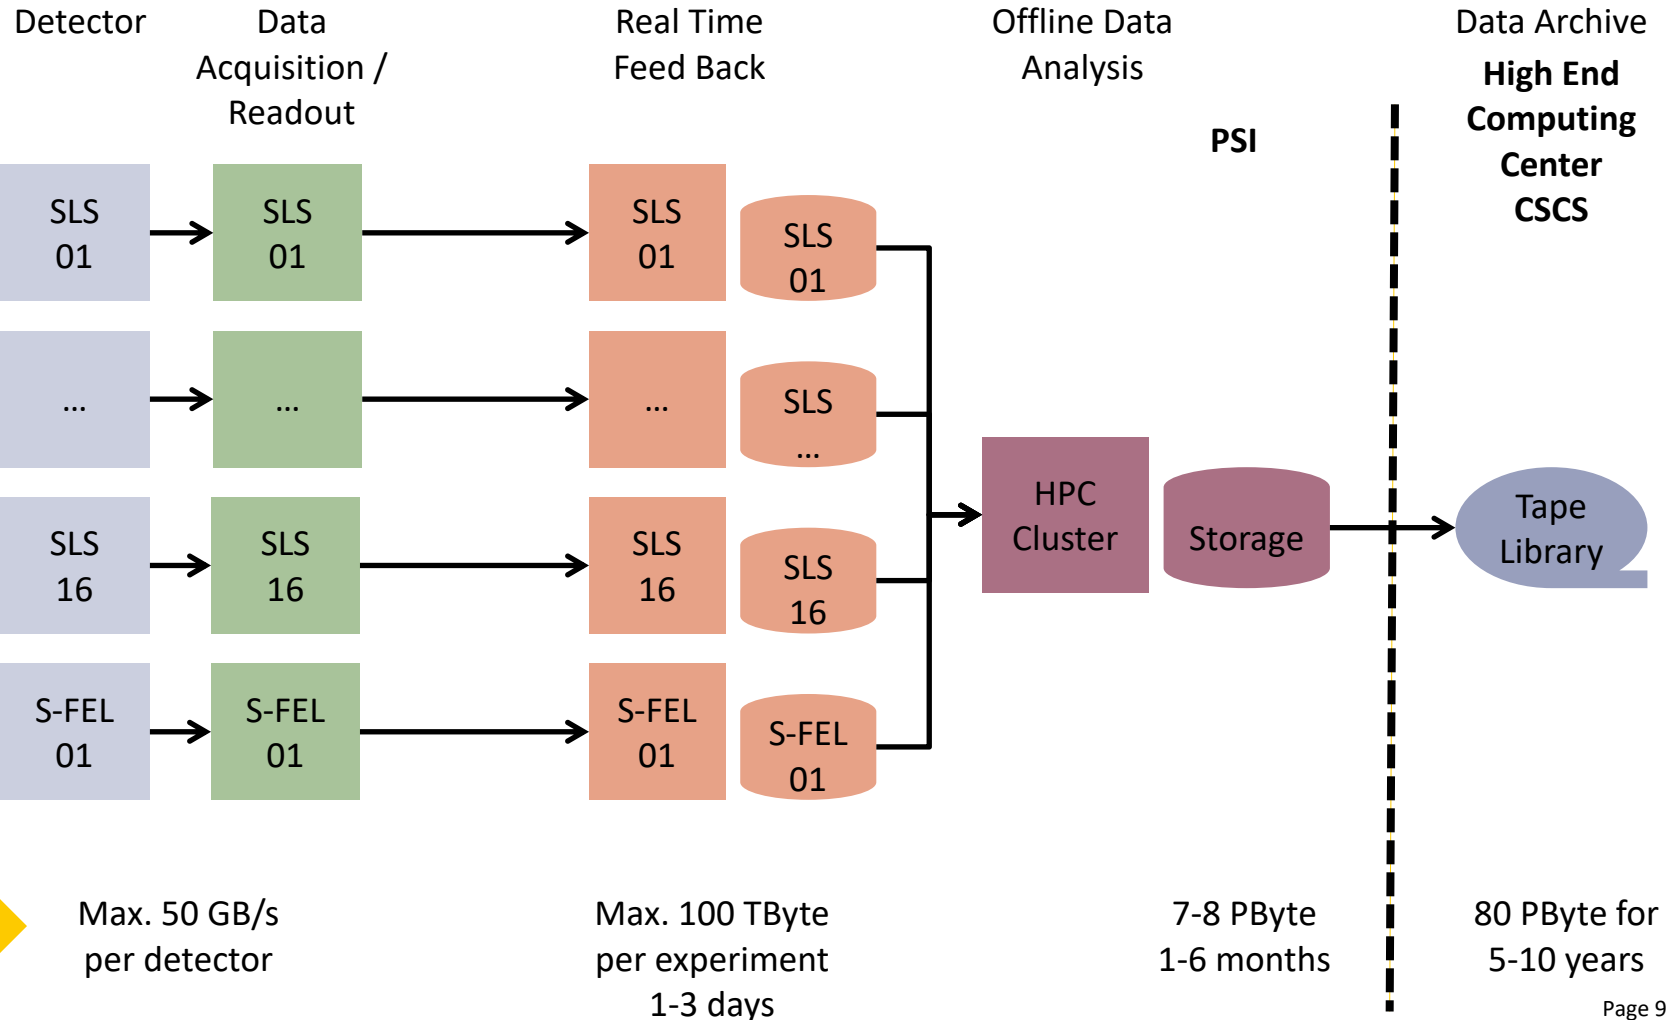 Detector
Data
Acquisition /
Readout
Real Time
Feed Back
Offline Data
Analysis
Data Archive
High End
Computing
Center
CSCS
PSI
SLS
01
SLS
01
SLS
01
SLS
01
...
...
...
SLS
...
SLS
16
SLS
16
SLS
16
SLS
16
HPC
Cluster
Storage
Tape
Library
S-FEL
01
S-FEL
01
S-FEL
01
S-FEL
01
Max. 50 GB/s
per detector
Max. 100 TByte
per experiment
1-3 days
7-8 PByte
1-6 months
80 PByte for
5-10 years
Page 9